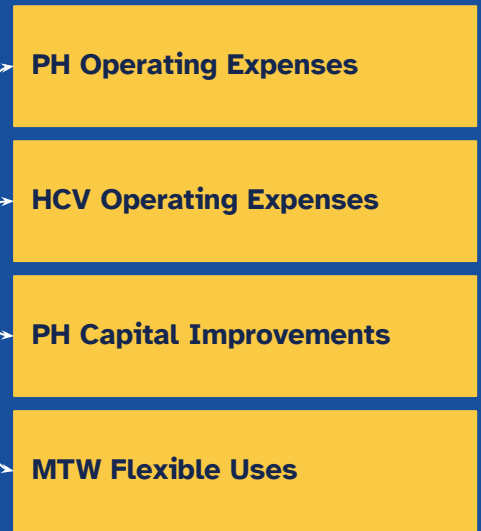 PH Operating Expenses
HCV Operating Expenses
PH Capital Improvements
MTW Flexible Uses